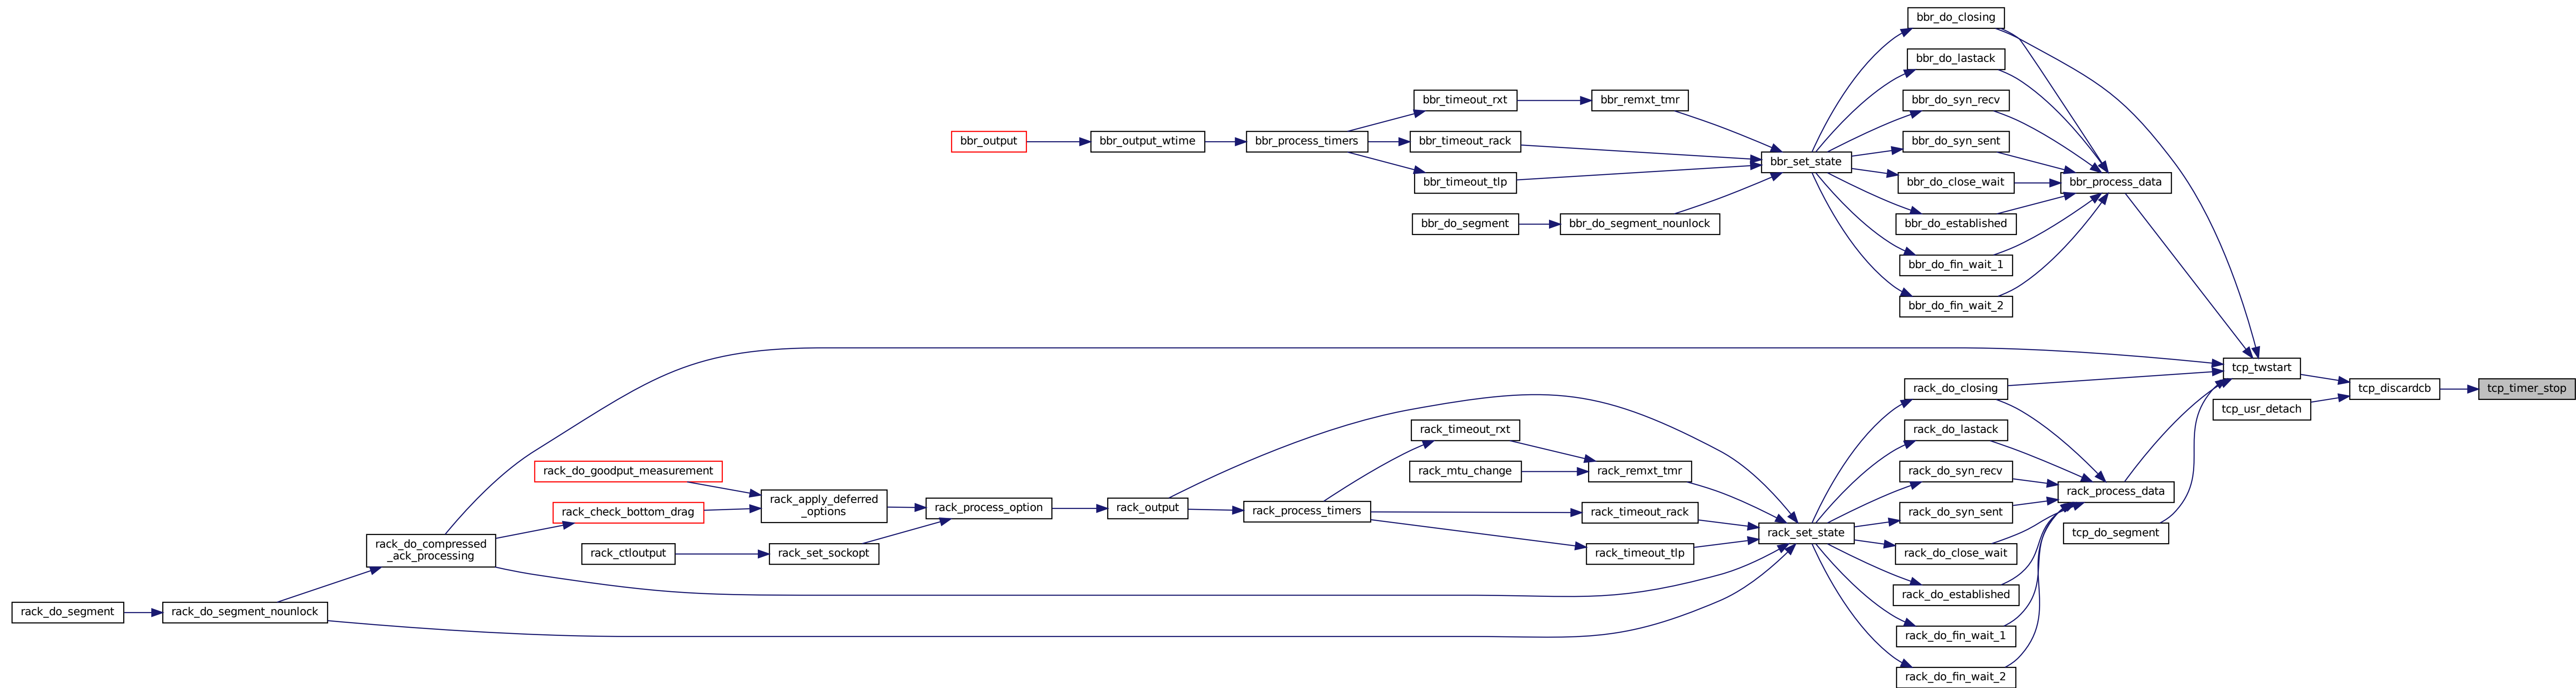 bbr_do_closing
bbr_do_lastack
bbr_timeout_rxt
bbr_remxt_tmr
bbr_do_syn_recv
bbr_output
bbr_output_wtime
bbr_process_timers
bbr_timeout_rack
bbr_do_syn_sent
bbr_set_state
bbr_timeout_tlp
bbr_do_close_wait
bbr_process_data
bbr_do_segment
bbr_do_segment_nounlock
bbr_do_established
bbr_do_fin_wait_1
bbr_do_fin_wait_2
tcp_twstart
rack_do_closing
tcp_discardcb
tcp_timer_stop
tcp_usr_detach
rack_timeout_rxt
rack_do_lastack
rack_do_goodput_measurement
rack_mtu_change
rack_remxt_tmr
rack_do_syn_recv
rack_process_data
rack_apply_deferred
_options
rack_check_bottom_drag
rack_process_option
rack_output
rack_process_timers
rack_timeout_rack
rack_do_syn_sent
rack_set_state
tcp_do_segment
rack_do_compressed
_ack_processing
rack_ctloutput
rack_set_sockopt
rack_timeout_tlp
rack_do_close_wait
rack_do_established
rack_do_segment
rack_do_segment_nounlock
rack_do_fin_wait_1
rack_do_fin_wait_2